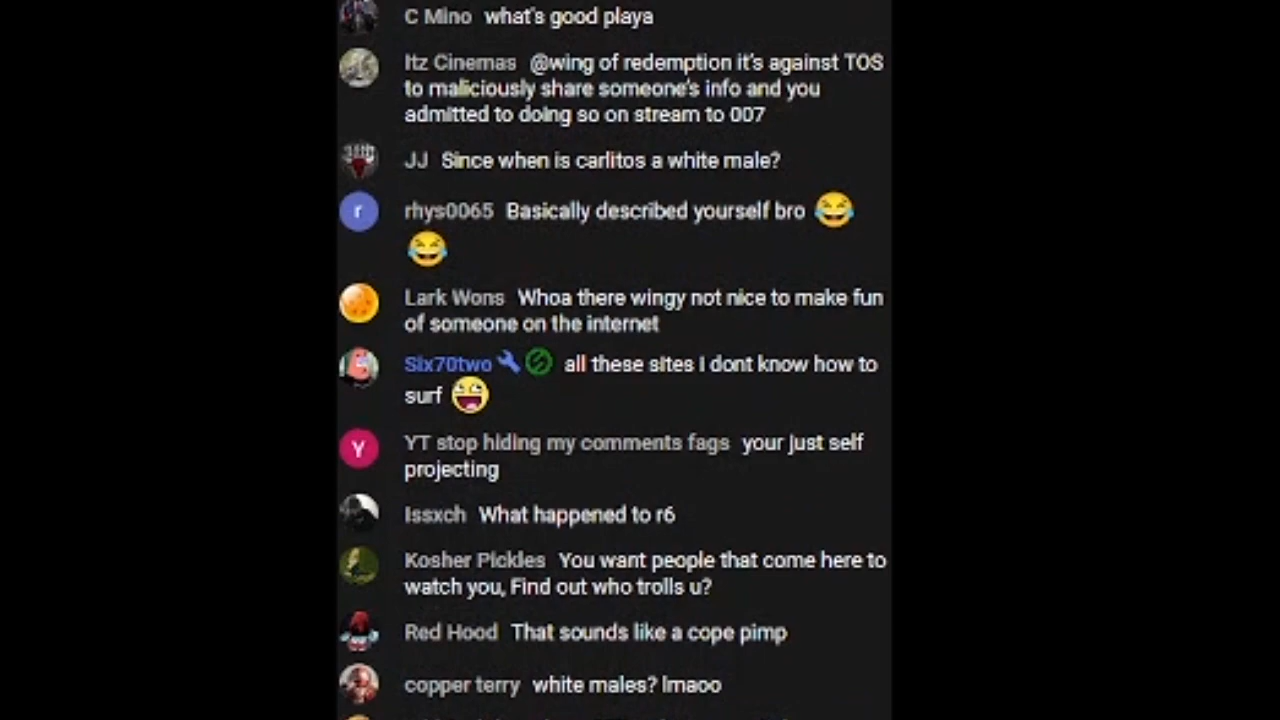 C Mino what's good playa
Itz Cinemas @wing of redemption it's against TOS
to maliciously share someone's info and you
admitted to doing so on stream to 007
JJ Since when is carlitos a white male?
r rhys0065 Basically described yourself bro 😂
😂
Lark Wons Whoa there wingy not nice to make fun
of someone on the internet
Six70two all these sites I dont know how to
surf
Y YT stop hiding my comments fags your just self
projecting
Issxch What happened to r6
Kosher Pickles You want people that come here to
watch you, Find out who trolls u?
Red Hood That sounds like a cope pimp
copper terry white males? lmaoo